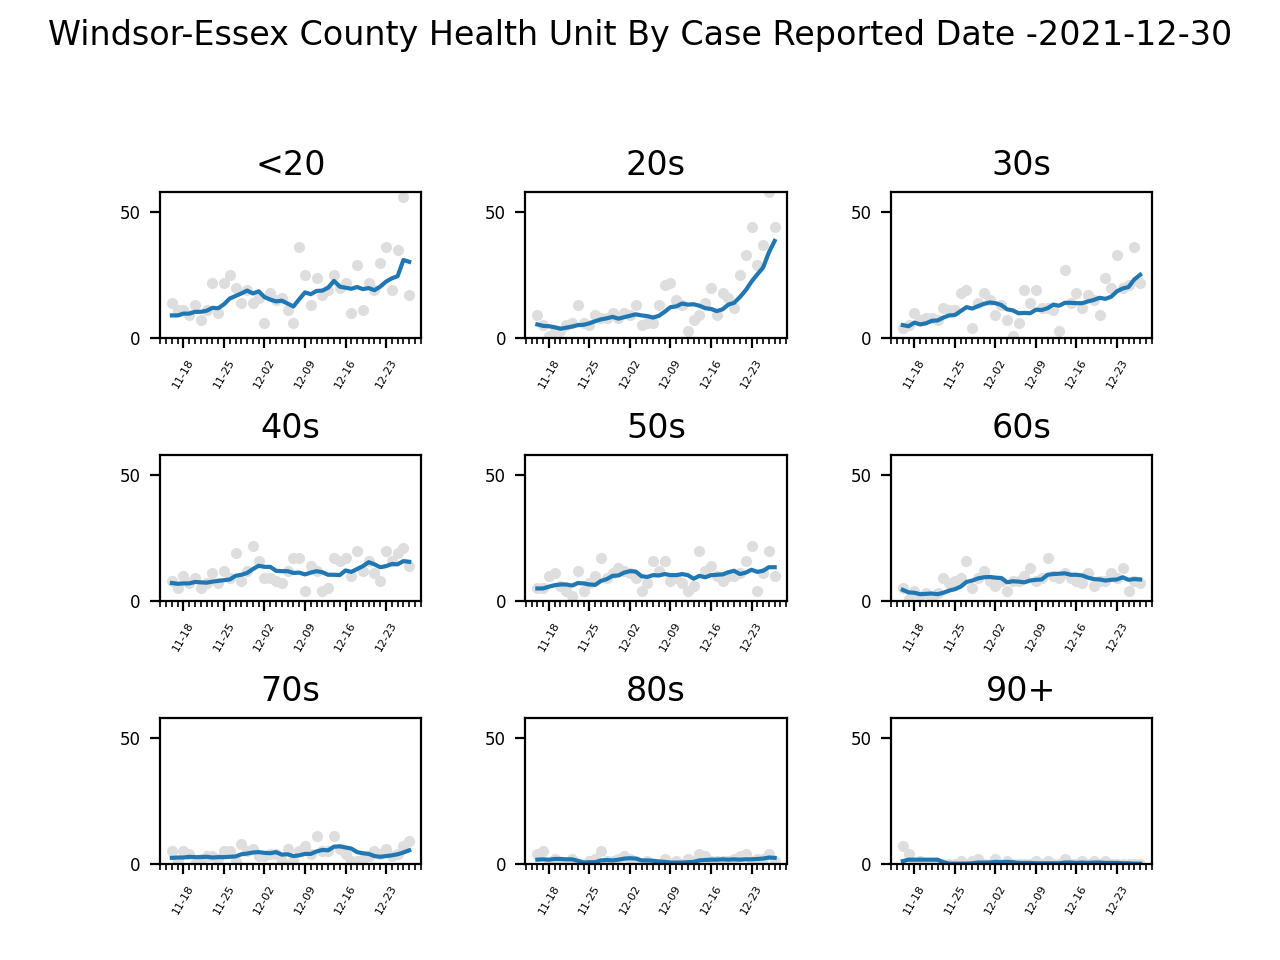 Windsor-Essex County Health Unit By Case Reported Date -2021-12-30
<20 20s 30s
50 50 50
0 0 0
11-18 11-25 12-02 12-09 12-16 12-23 11-18 11-25 12-02 12-09 12-16 12-23 11-18 11-25 12-02 12-09 12-16 12-23
40s 50s 60s
50 50 50
0 0 0
11-18 11-25 12-02 12-09 12-16 12-23 11-18 11-25 12-02 12-09 12-16 12-23 11-18 11-25 12-02 12-09 12-16 12-23
70s 80s 90+
50 50 50
0 0 0
11-18 11-25 12-02 12-09 12-16 12-23 11-18 11-25 12-02 12-09 12-16 12-23 11-18 11-25 12-02 12-09 12-16 12-23